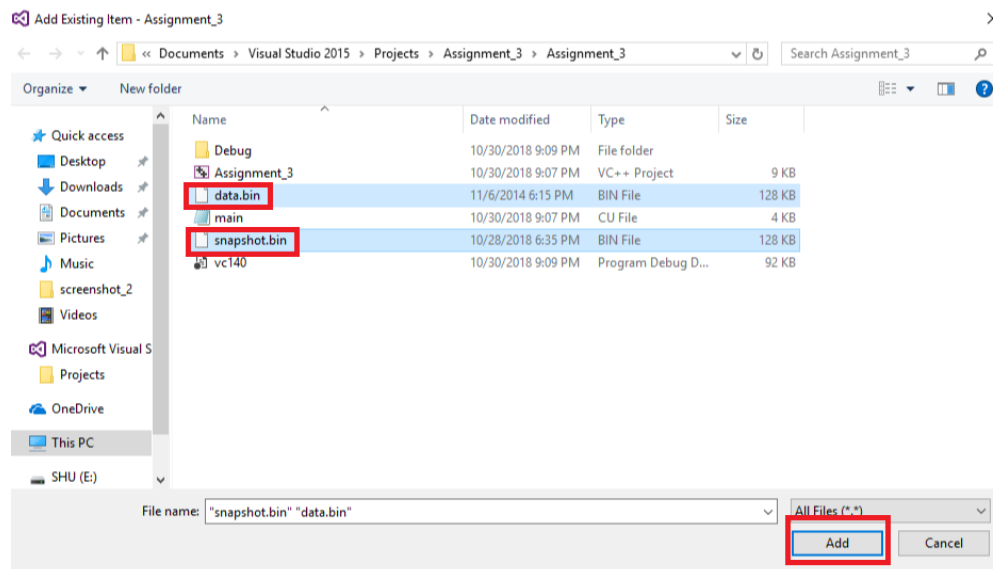 Add Existing Item - Assignment_3
« Documents > Visual Studio 2015 > Projects > Assignment_3 > Assignment_3
Search Assignment_3
Organize
New folder
Name Date modified Type Size
Quick access
Desktop
Downloads
Documents
Pictures
Music
screenshot_2
Videos
Microsoft Visual S
Projects
OneDrive
This PC
SHU (E:)
Debug 10/30/2018 9:09 PM File folder
Assignment_3 10/30/2018 9:07 PM VC++ Project 9 KB
data.bin 11/6/2014 6:15 PM BIN File 128 KB
main 10/30/2018 9:07 PM CU File 4 KB
snapshot.bin 10/28/2018 6:35 PM BIN File 128 KB
vc140 10/30/2018 9:09 PM Program Debug D... 92 KB
File name: "snapshot.bin" "data.bin"
All Files (*.*)
Add
Cancel